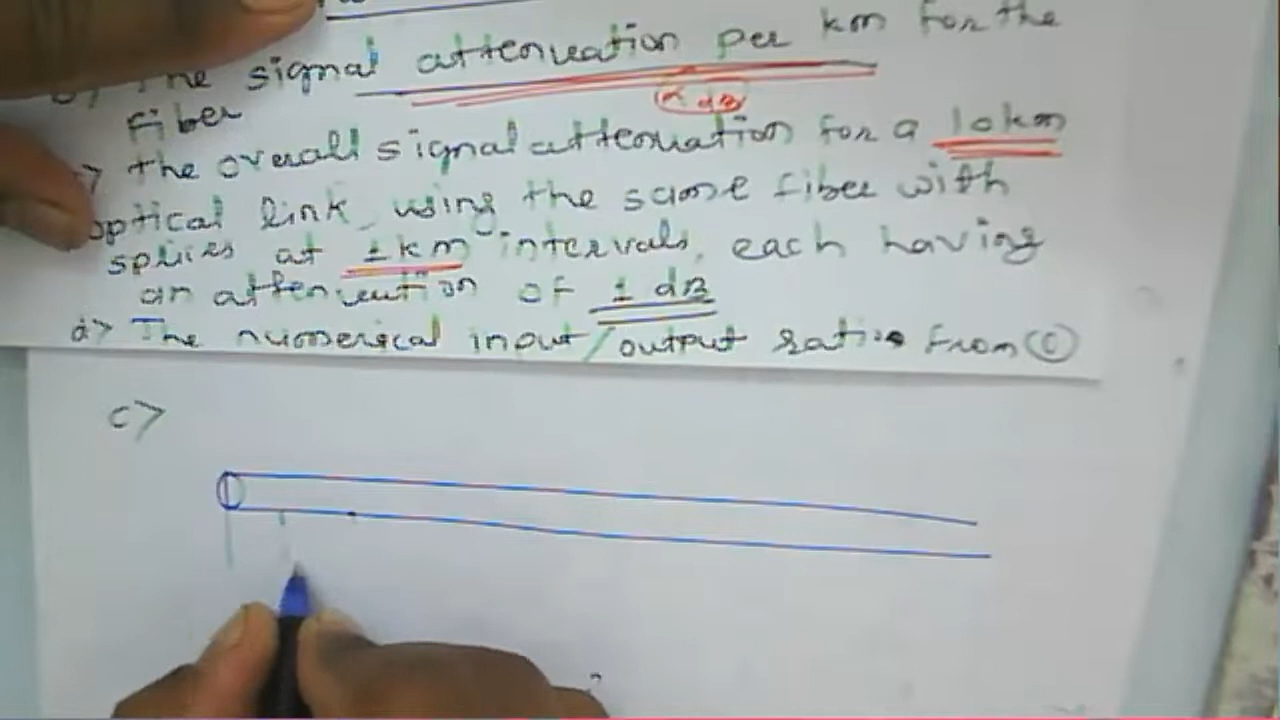 The signal attenuation per km for the
fiber
(α dB)
the overall signal attenuation for a 10km
optical link, using the same fiber with
splices at 1km intervals, each having
an attenuation of 1 dB
d> The numerical input/output ratio from (C)
c>